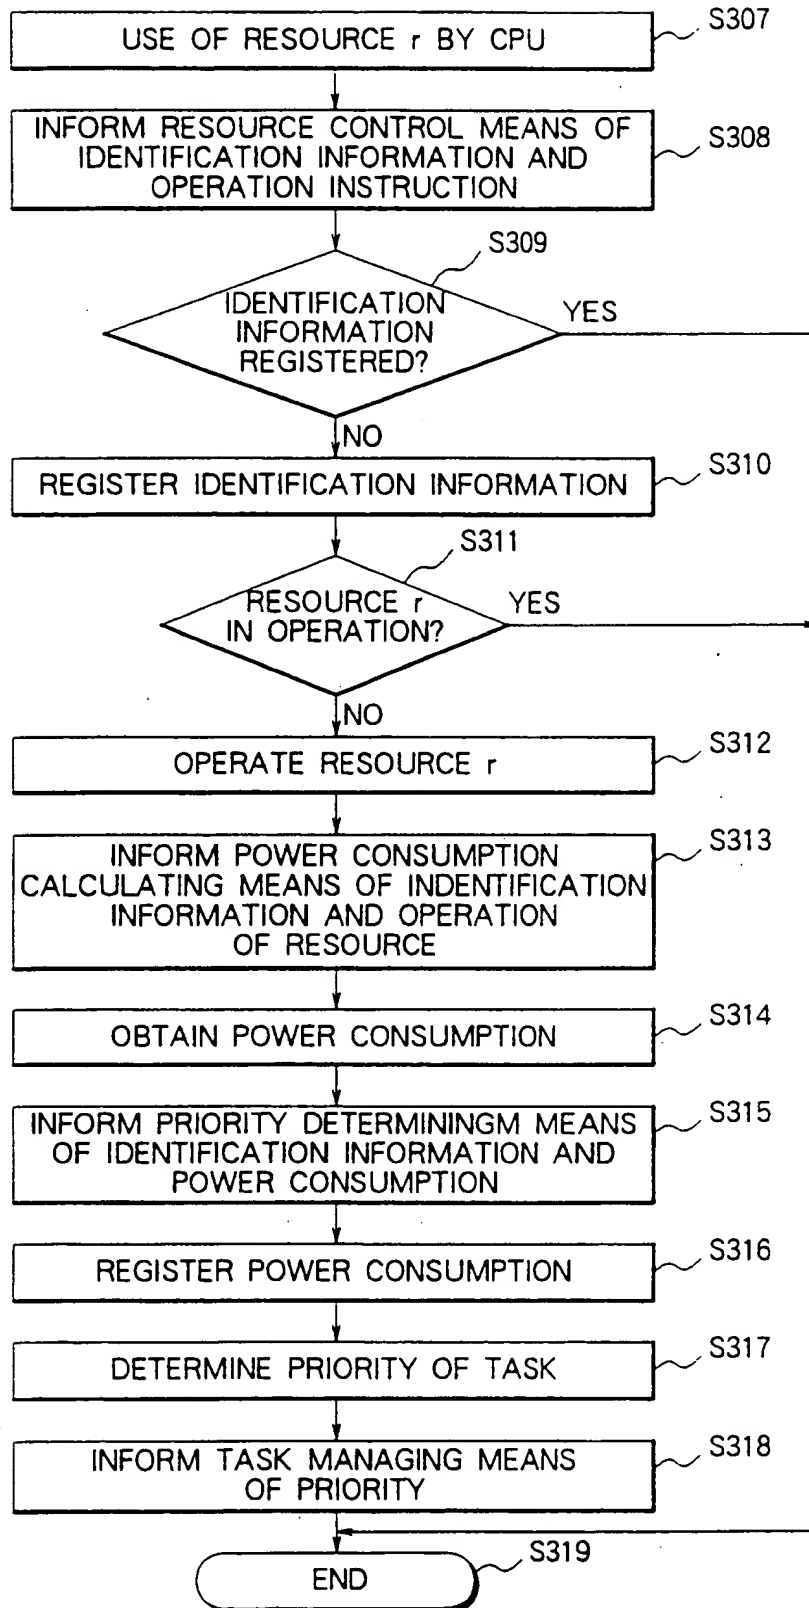 USE OF RESOURCE r BY CPU
S307
INFORM RESOURCE CONTROL MEANS OF
IDENTIFICATION INFORMATION AND
OPERATION INSTRUCTION
S308
S309
IDENTIFICATION
INFORMATION
REGISTERED?
YES
NO
REGISTER IDENTIFICATION INFORMATION
S310
S311
RESOURCE r
IN OPERATION?
YES
NO
OPERATE RESOURCE r
S312
INFORM POWER CONSUMPTION
CALCULATING MEANS OF INDENTIFICATION
INFORMATION AND OPERATION
OF RESOURCE
S313
OBTAIN POWER CONSUMPTION
S314
INFORM PRIORITY DETERMININGM MEANS
OF IDENTIFICATION INFORMATION AND
POWER CONSUMPTION
S315
REGISTER POWER CONSUMPTION
S316
DETERMINE PRIORITY OF TASK
S317
INFORM TASK MANAGING MEANS
OF PRIORITY
S318
END
S319